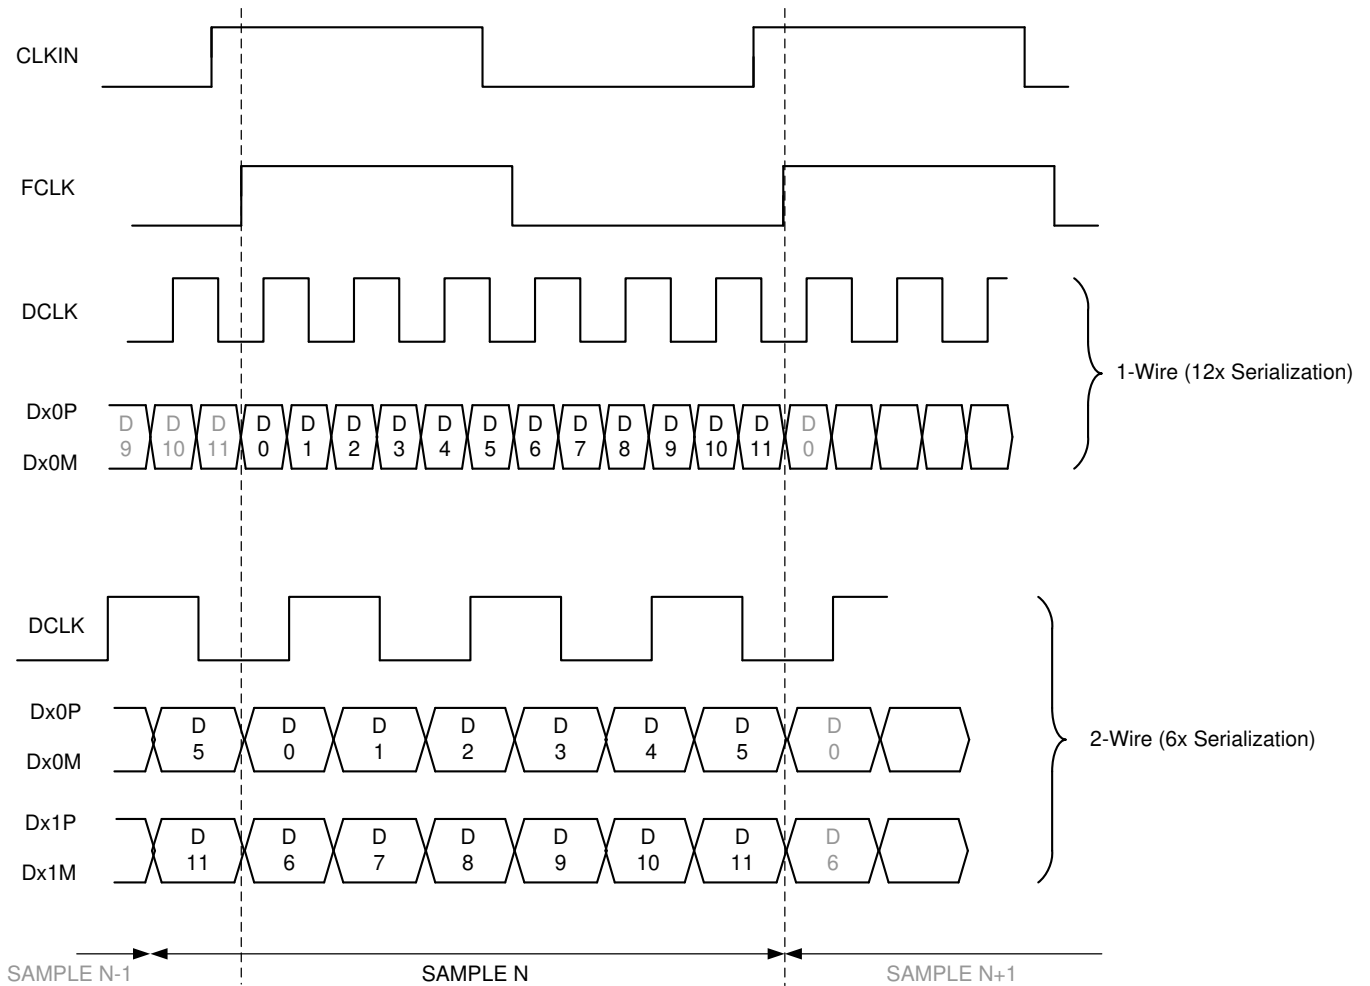 CLKIN
FCLK
DCLK
1-Wire (12x Serialization)
Dx0P
Dx0M
D D D D D D D D D D D D D D D D
9 10 11 0 1 2 3 4 5 6 7 8 9 10 11 0
DCLK
2-Wire (6x Serialization)
Dx0P
Dx0M
D D D D D D D D
5 0 1 2 3 4 5 0
Dx1P
Dx1M
D D D D D D D D
11 6 7 8 9 10 11 6
SAMPLE N-1 SAMPLE N SAMPLE N+1